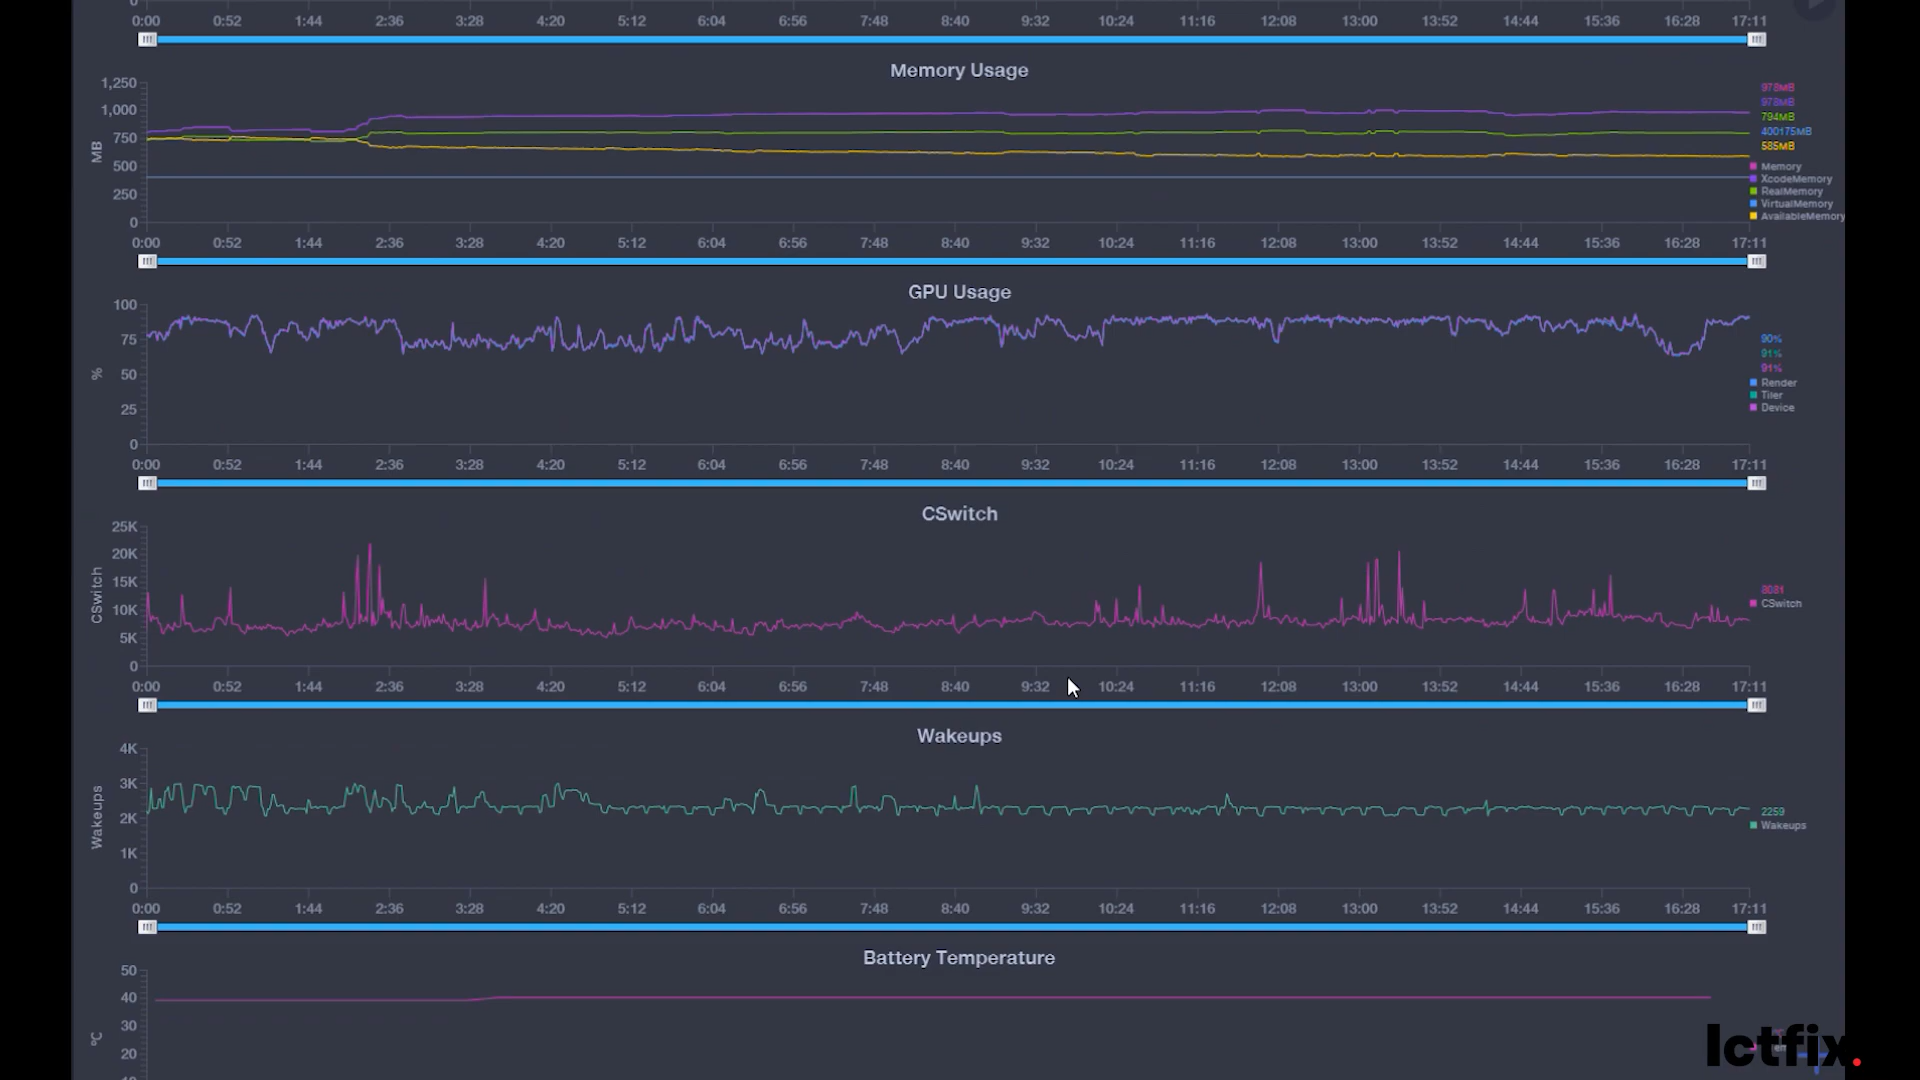 0
0:00 0:52 1:44 2:36 3:28 4:20 5:12 6:04 6:56 7:48 8:40 9:32 10:24 11:16 12:08 13:00 13:52 14:44 15:36 16:28 17:11
Memory Usage
MB
1,250
1,000
750
500
250
0
978MB
978MB
794MB
400175MB
585MB
Memory
XcodeMemory
RealMemory
VirtualMemory
AvailableMemory
0:00 0:52 1:44 2:36 3:28 4:20 5:12 6:04 6:56 7:48 8:40 9:32 10:24 11:16 12:08 13:00 13:52 14:44 15:36 16:28 17:11
GPU Usage
%
100
75
50
25
0
90%
91%
91%
Render
Tiler
Device
0:00 0:52 1:44 2:36 3:28 4:20 5:12 6:04 6:56 7:48 8:40 9:32 10:24 11:16 12:08 13:00 13:52 14:44 15:36 16:28 17:11
CSwitch
CSwitch
25K
20K
15K
10K
5K
0
8081
CSwitch
0:00 0:52 1:44 2:36 3:28 4:20 5:12 6:04 6:56 7:48 8:40 9:32 10:24 11:16 12:08 13:00 13:52 14:44 15:36 16:28 17:11
Wakeups
Wakeups
4K
3K
2K
1K
0
2259
Wakeups
0:00 0:52 1:44 2:36 3:28 4:20 5:12 6:04 6:56 7:48 8:40 9:32 10:24 11:16 12:08 13:00 13:52 14:44 15:36 16:28 17:11
Battery Temperature
°C
50
40
30
20
10
Ictfix.